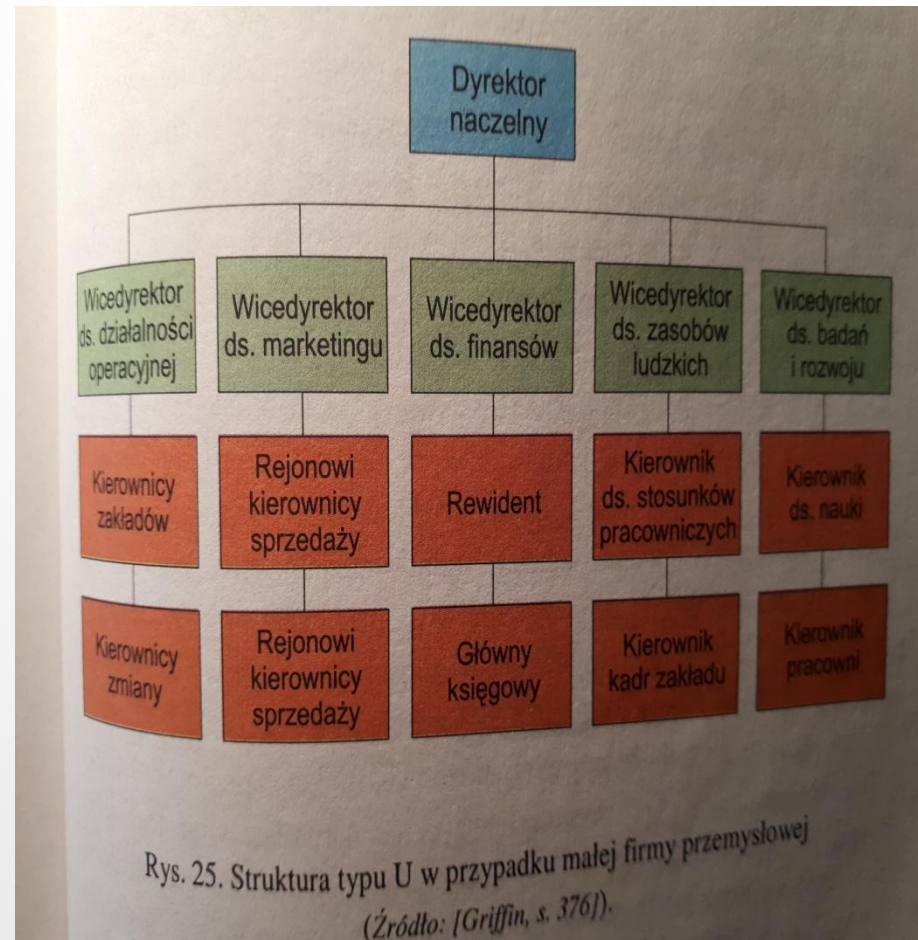 Dyrektor
naczelny
Wicedyrektor
ds. działalności
operacyjnej
Wicedyrektor
ds. marketingu
Wicedyrektor
ds. finansów
Wicedyrektor
ds. zasobów
ludzkich
Wicedyrektor
ds. badań
i rozwoju
Kierownicy
zakładów
Rejonowi
kierownicy
sprzedaży
Rewident
Kierownik
ds. stosunków
pracowniczych
Kierownik
ds. nauki
Kierownicy
zmiany
Rejonowi
kierownicy
sprzedaży
Główny
księgowy
Kierownik
kadr zakładu
Kierownik
pracowni
Rys. 25. Struktura typu U w przypadku małej firmy przemysłowej
(Źródło: [Griffin, s. 376]).